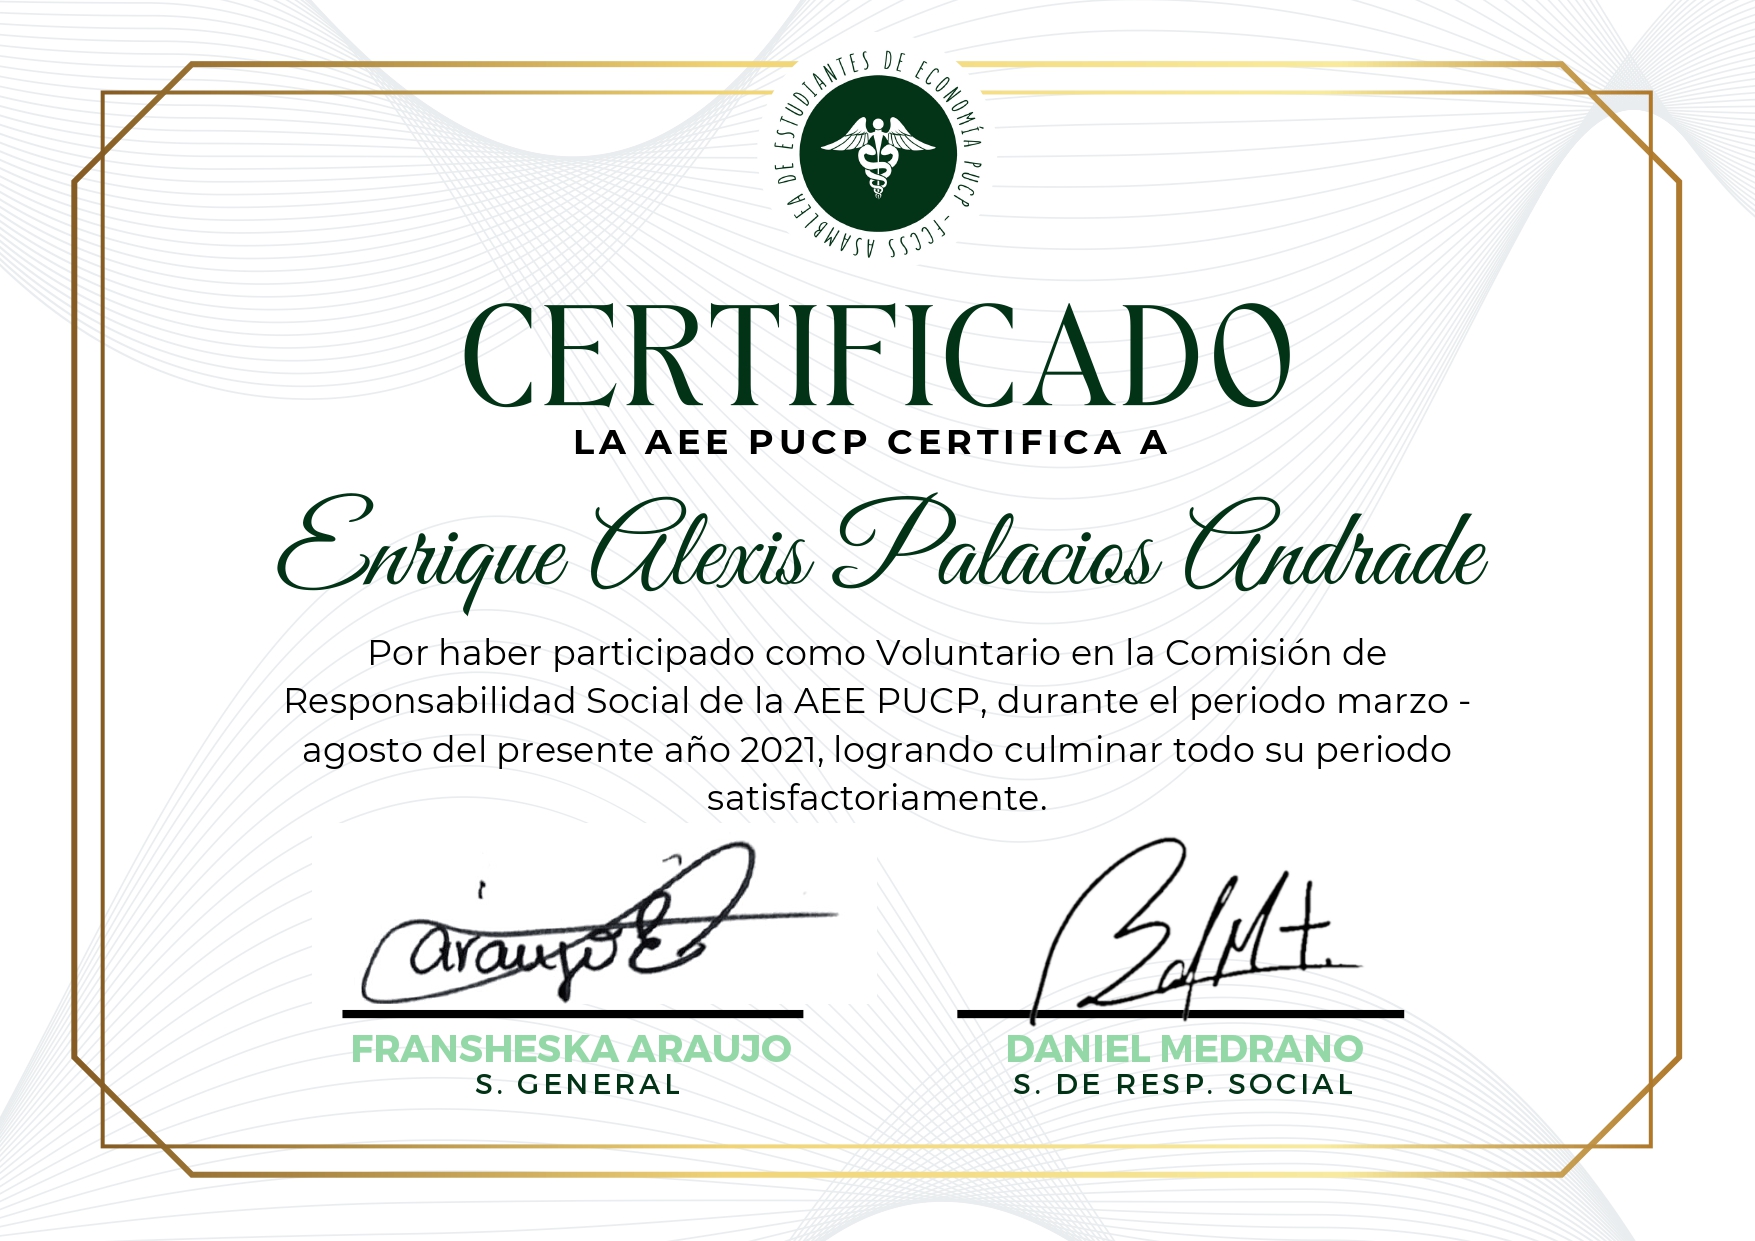 ASAMBLEA DE ESTUDIANTES DE ECONOMÍA PUCP - FCCSS
CERTIFICADO
LA AEE PUCP CERTIFICA A
Enrique Alexis Palacios Andrade
Por haber participado como Voluntario en la Comisión de
Responsabilidad Social de la AEE PUCP, durante el periodo marzo -
agosto del presente año 2021, logrando culminar todo su periodo
satisfactoriamente.
araujo
FRANSHESKA ARAUJO
S. GENERAL
DANIEL MEDRANO
S. DE RESP. SOCIAL